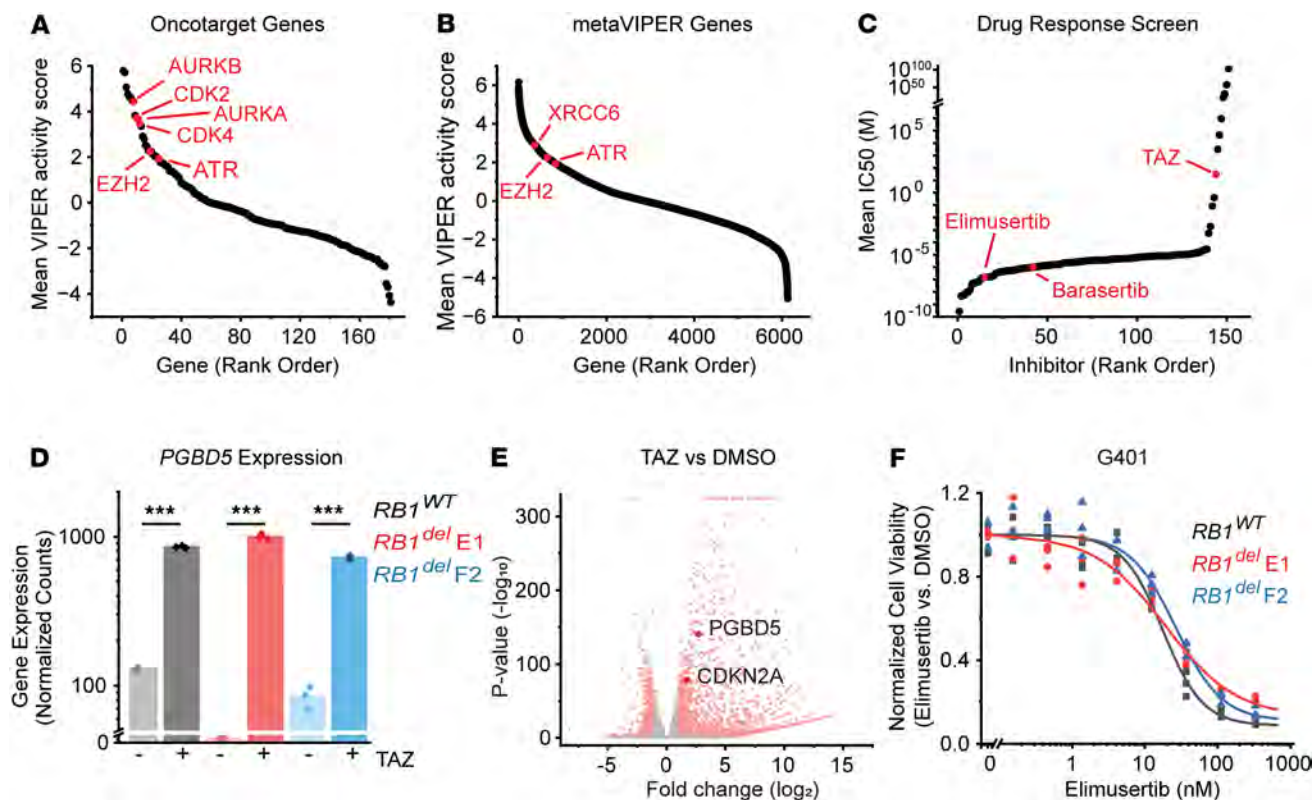 A Oncotarget Genes
Mean VIPER activity score
6
4
2
0
−2
−4
AURKB
CDK2
AURKA
CDK4
EZH2
ATR
0 40 80 120 160
Gene (Rank Order)
B metaVIPER Genes
Mean VIPER activity score
6
4
2
0
−2
−4
−6
XRCC6
ATR
EZH2
0 2000 4000 6000
Gene (Rank Order)
C Drug Response Screen
Mean IC50 (M)
10¹⁰⁰
10⁵⁰
10⁵
10⁰
10⁻⁵
10⁻¹⁰
TAZ
Elimusertib
Barasertib
0 50 100 150
Inhibitor (Rank Order)
D PGBD5 Expression
Gene Expression
(Normalized Counts)
1000
100
0
*** *** ***
RB1ᵂᵀ
RB1ᵈᵉˡ E1
RB1ᵈᵉˡ F2
- + - + - + TAZ
E TAZ vs DMSO
P-value (-log₁₀)
300
200
100
0
PGBD5
CDKN2A
−5 0 5 10 15
Fold change (log₂)
F G401
Normalized Cell Viability
(Elimusertib vs. DMSO)
1.2
0.8
0.4
0.0
RB1ᵂᵀ
RB1ᵈᵉˡ E1
RB1ᵈᵉˡ F2
0 1 10 100 1000
Elimusertib (nM)